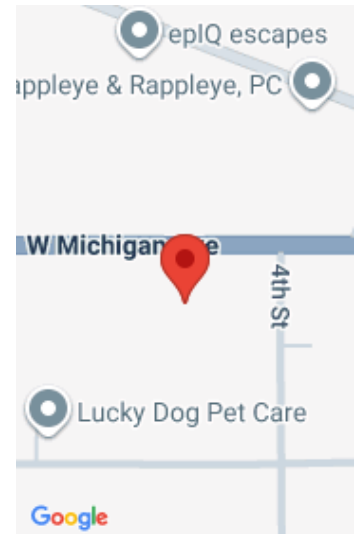 epIQ escapes
appleye & Rappleye, PC
W Michigan
4th St
Lucky Dog Pet Care
Google